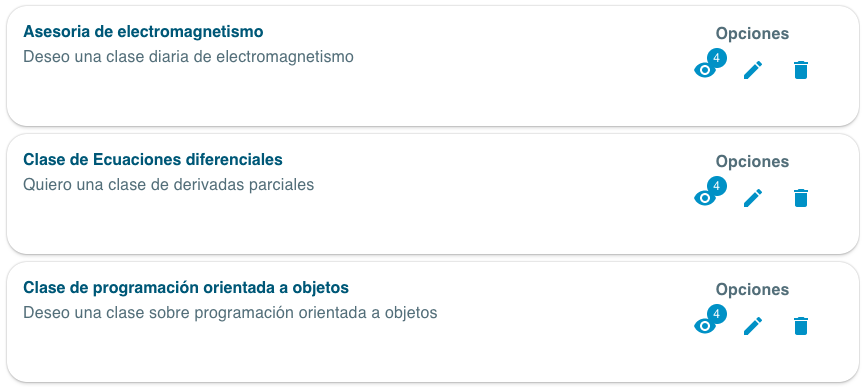 Asesoria de electromagnetismo
Opciones
Deseo una clase diaria de electromagnetismo
4
Clase de Ecuaciones diferenciales
Opciones
Quiero una clase de derivadas parciales
4
Clase de programación orientada a objetos
Opciones
Deseo una clase sobre programación orientada a objetos
4